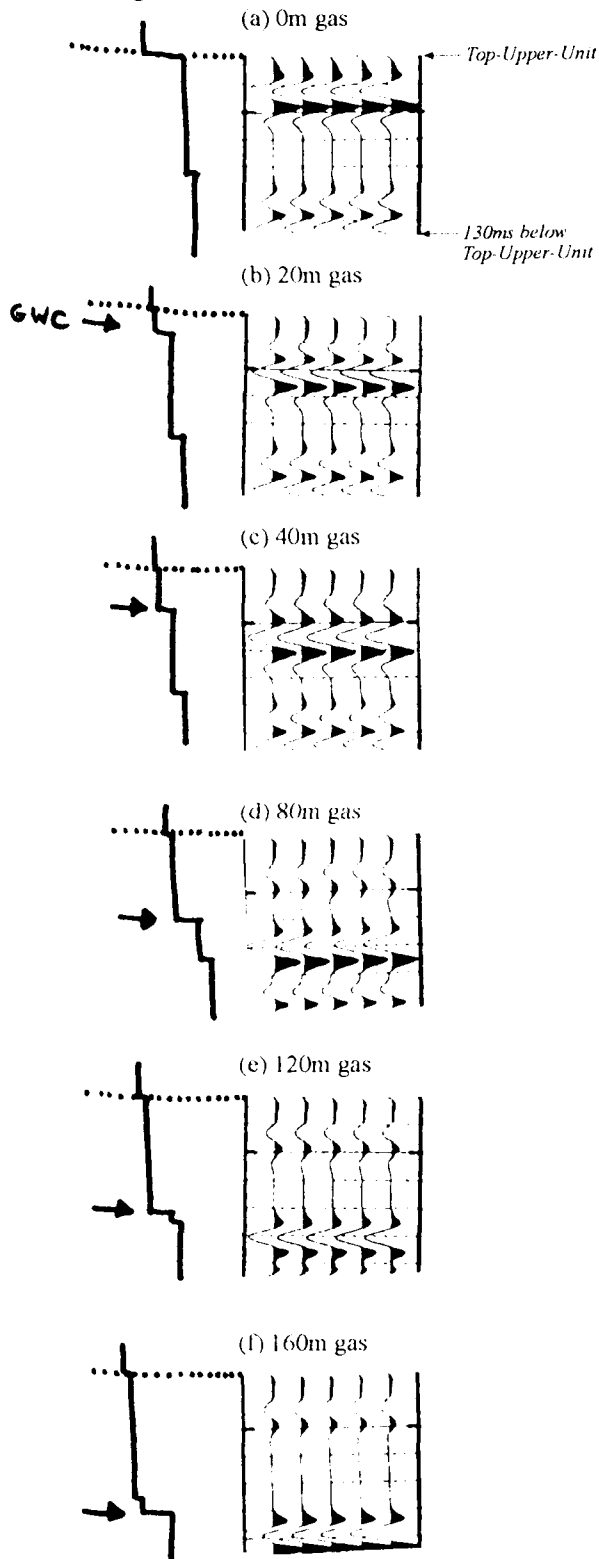 (a) 0m gas
Top-Upper-Unit
130ms below
Top-Upper-Unit
(b) 20m gas
GWC
(c) 40m gas
(d) 80m gas
(e) 120m gas
(f) 160m gas